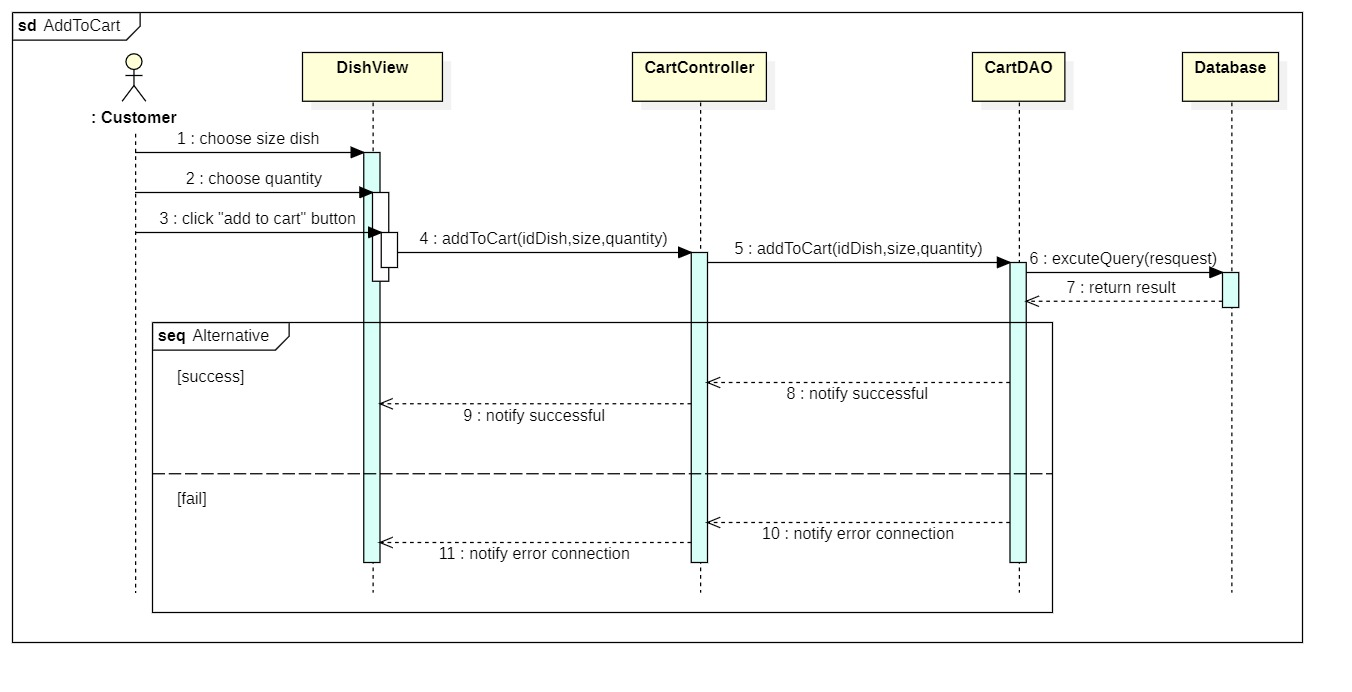 sd AddToCart
DishView
CartController
CartDAO
Database
: Customer
1 : choose size dish
2 : choose quantity
3 : click "add to cart" button
4 : addToCart(idDish,size,quantity)
5 : addToCart(idDish,size,quantity)
6 : excuteQuery(resquest)
7 : return result
seq Alternative
[success]
8 : notify successful
9 : notify successful
[fail]
10 : notify error connection
11 : notify error connection